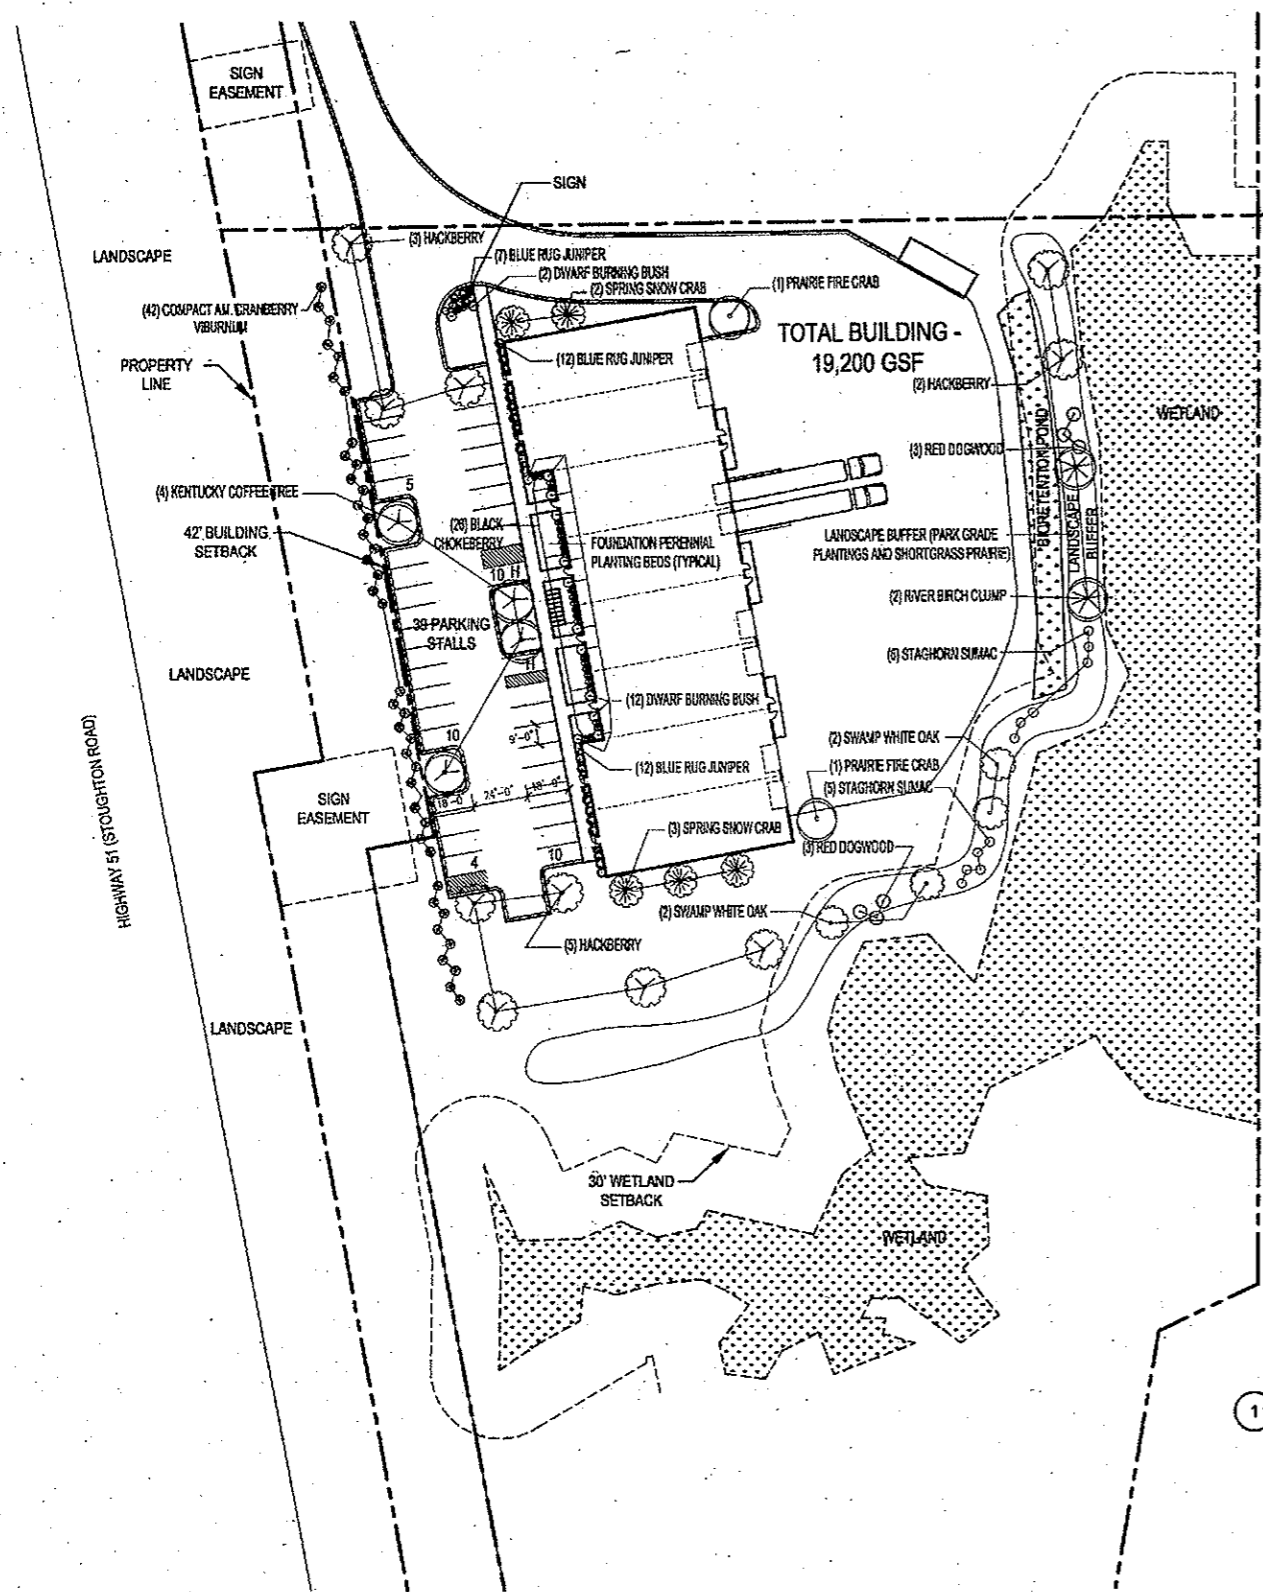 SIGN
EASEMENT
SIGN
(3) HACKBERRY
LANDSCAPE
(7) BLUE RUG JUNIPER
(2) DWARF BURNING BUSH
(2) SPRING SNOW CRAB
(1) PRAIRIE FIRE CRAB
(42) COMPACT AM. CRANBERRY
VIBURNUM
TOTAL BUILDING -
19,200 GSF
PROPERTY
LINE
(12) BLUE RUG JUNIPER
(2) HACKBERRY
WETLAND
(3) RED DOGWOOD
BIORETENTION POND
LANDSCAPE
BUFFER
(4) KENTUCKY COFFEE TREE
5
42' BUILDING
SETBACK
(26) BLACK
CHOKEBERRY
FOUNDATION PERENNIAL
PLANTING BEDS (TYPICAL)
LANDSCAPE BUFFER (PARK GRADE
PLANTINGS AND SHORTGRASS PRAIRIE)
10 H
(2) RIVER BIRCH CLUMP
39 PARKING
STALLS
(6) STAGHORN SUMAC
H
LANDSCAPE
(12) DWARF BURNING BUSH
10
9'-0"
(2) SWAMP WHITE OAK
(12) BLUE RUG JUNIPER
(1) PRAIRIE FIRE CRAB
(5) STAGHORN SUMAC
18'-0"
24'-0"
18'-0"
SIGN
EASEMENT
HIGHWAY 51 (STOUGHTON ROAD)
(3) SPRING SNOW CRAB
(3) RED DOGWOOD
4
10
(2) SWAMP WHITE OAK
(5) HACKBERRY
LANDSCAPE
30' WETLAND
SETBACK
WETLAND
1